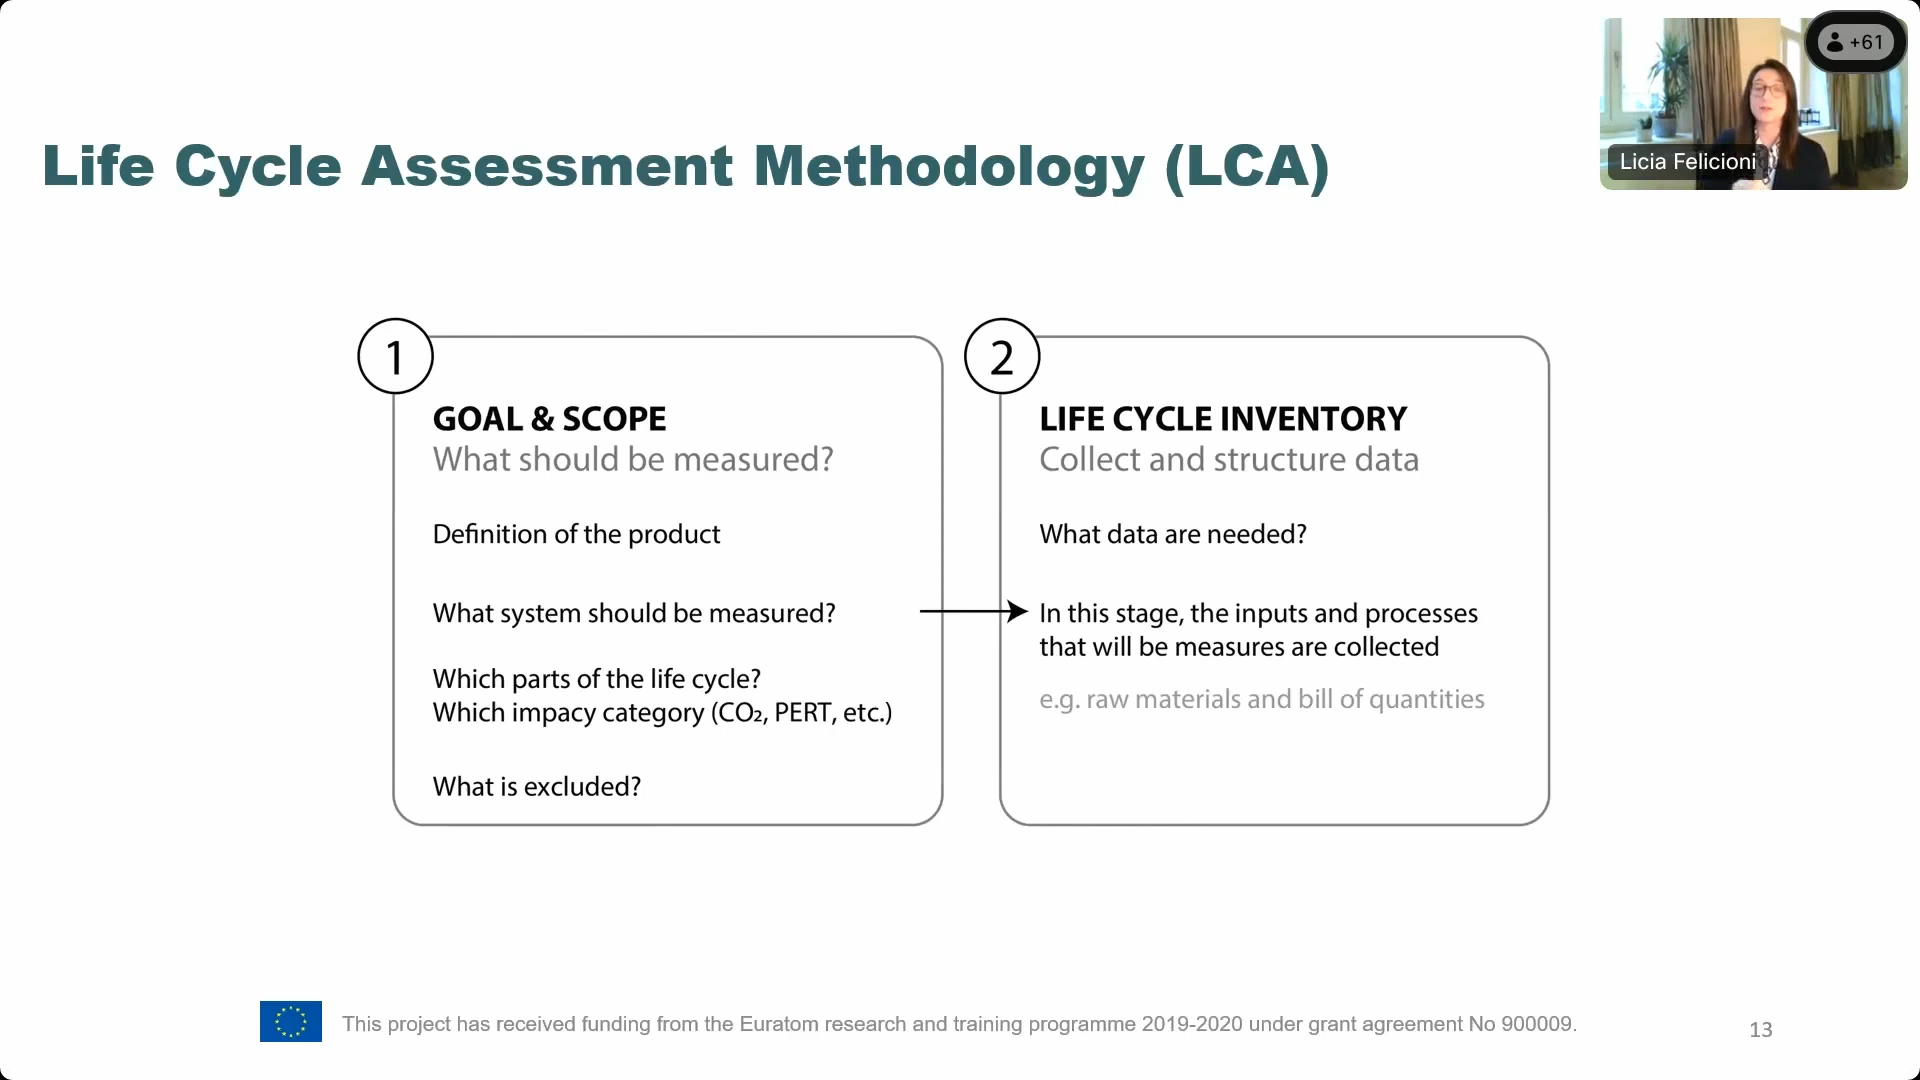 +61
Licia Felicioni
Life Cycle Assessment Methodology (LCA)
1
GOAL & SCOPE
What should be measured?
Definition of the product
What system should be measured?
Which parts of the life cycle?
Which impacy category (CO₂, PERT, etc.)
What is excluded?
2
LIFE CYCLE INVENTORY
Collect and structure data
What data are needed?
In this stage, the inputs and processes
that will be measures are collected
e.g. raw materials and bill of quantities
This project has received funding from the Euratom research and training programme 2019-2020 under grant agreement No 900009.
13